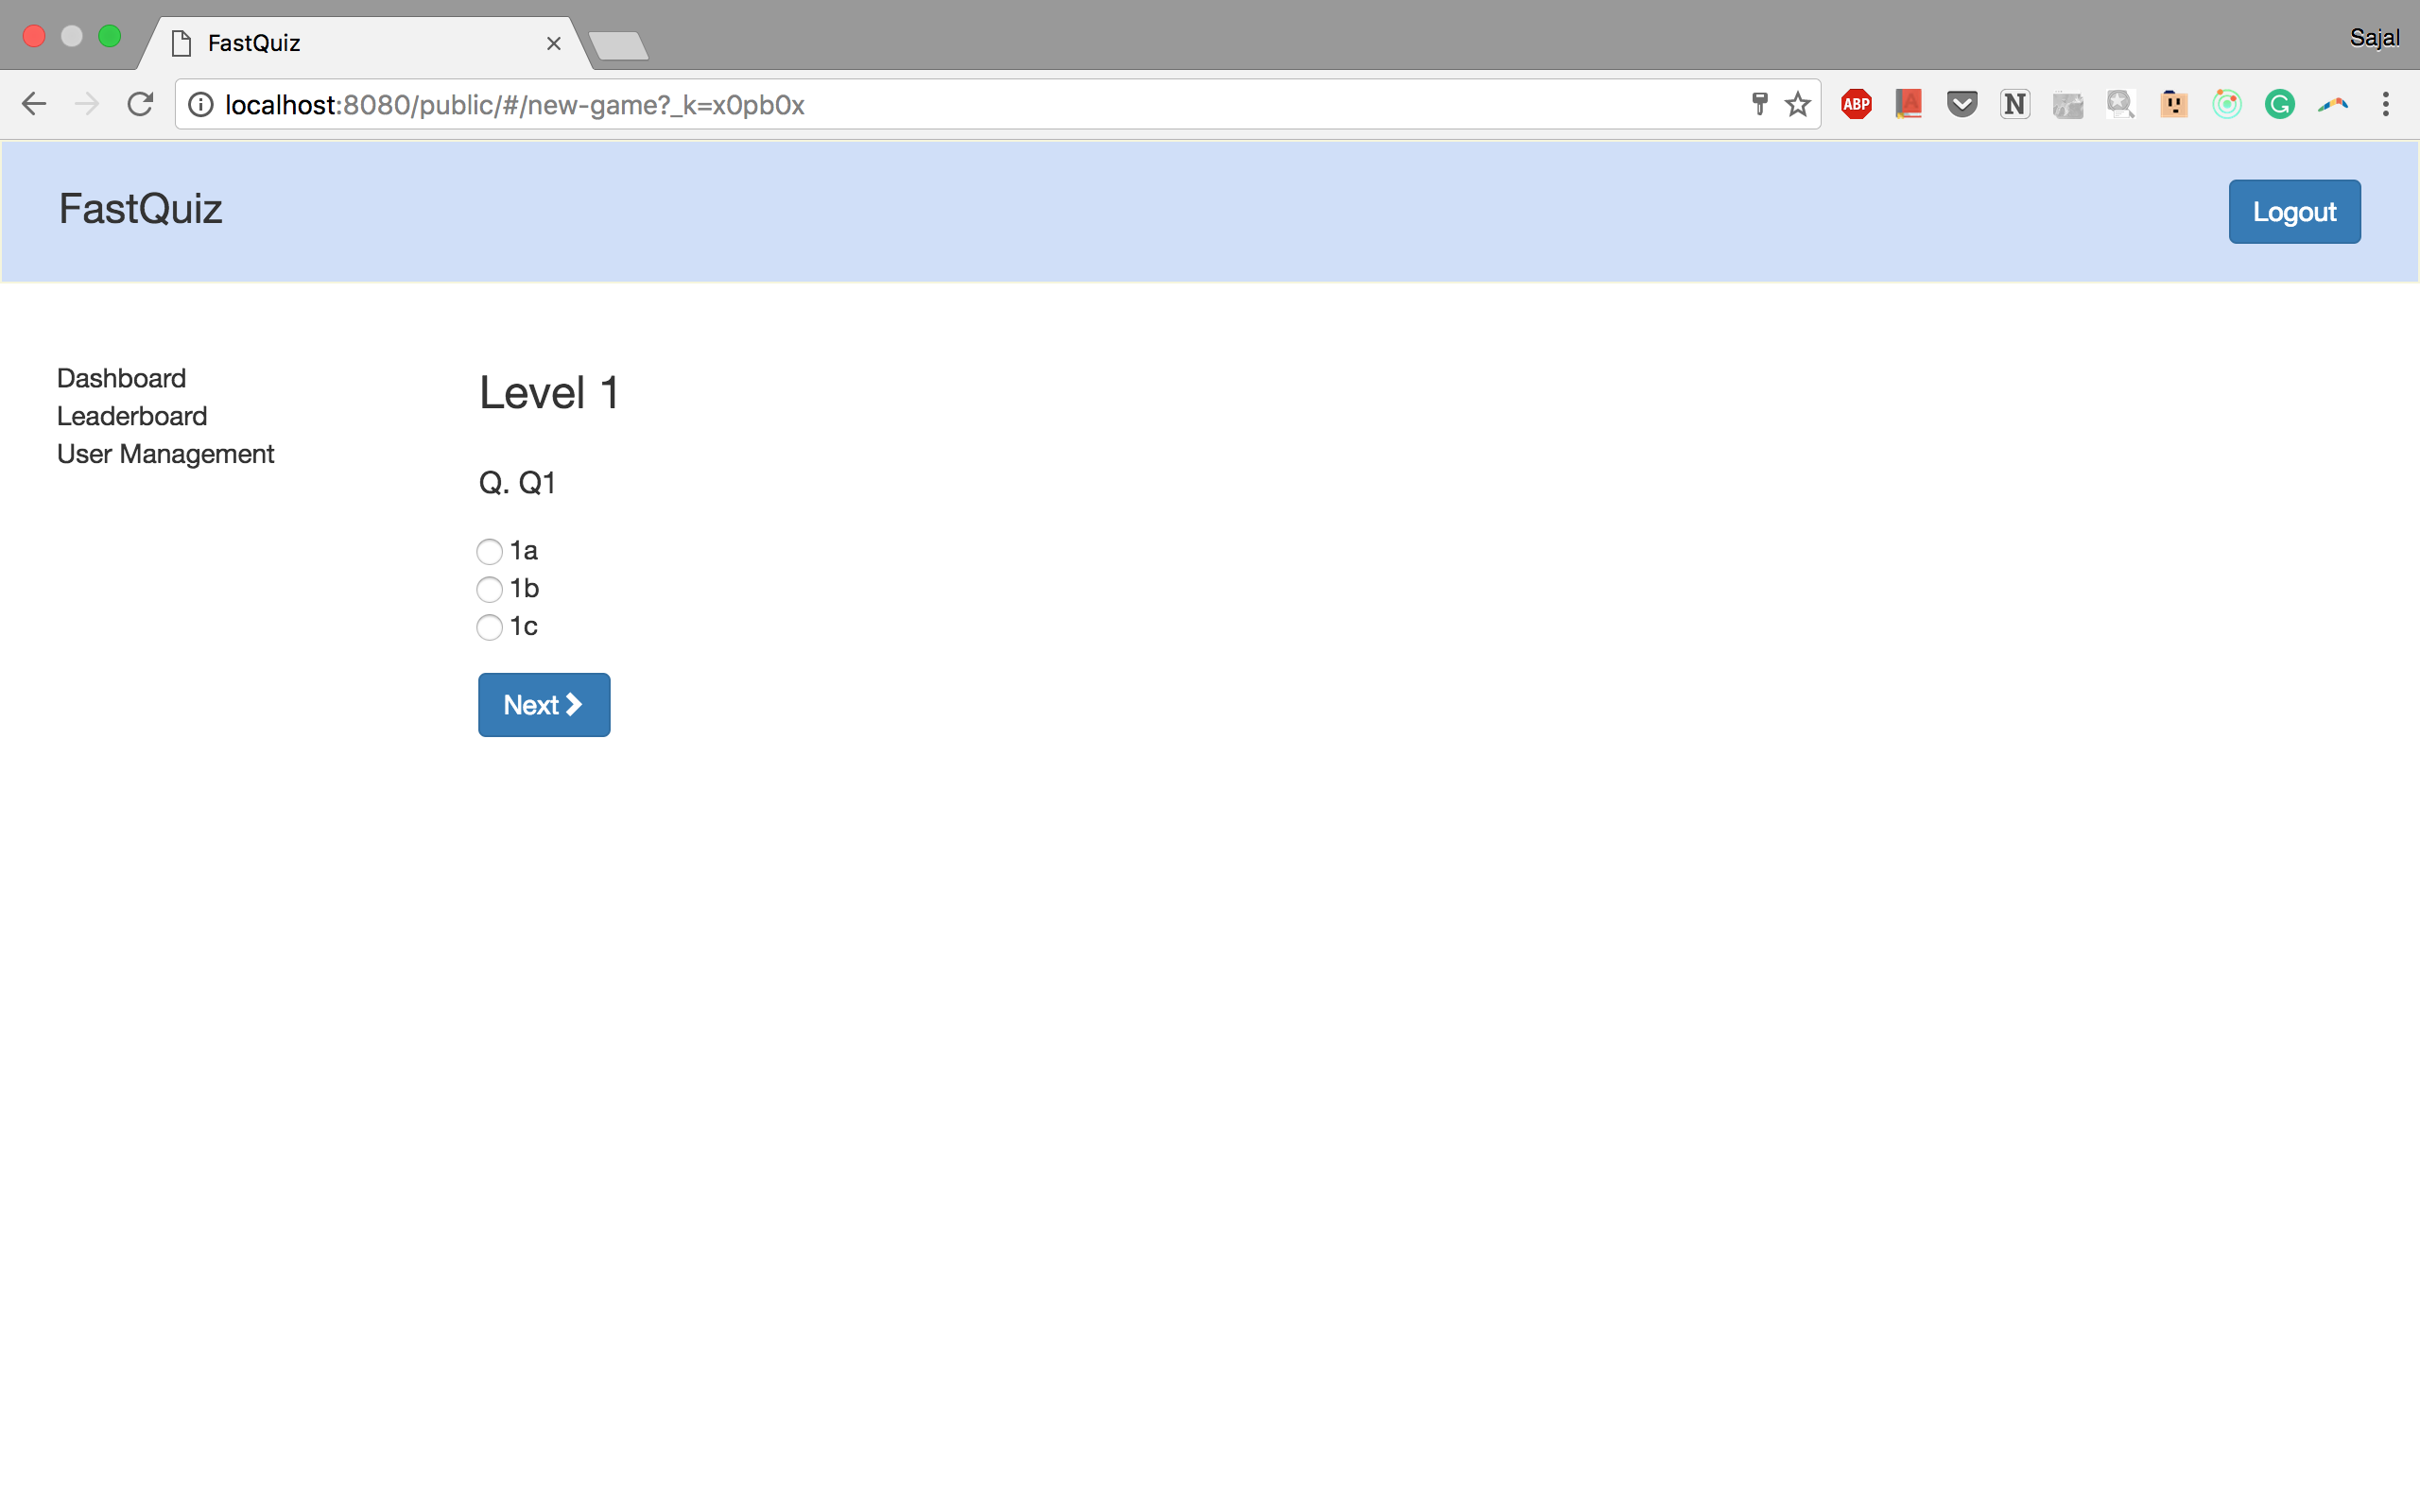 FastQuiz
Sajal
localhost:8080/public/#/new-game?_k=x0pb0x
ABP
A
N
G
FastQuiz
Logout
Dashboard
Leaderboard
User Management
Level 1
Q. Q1
1a
1b
1c
Next